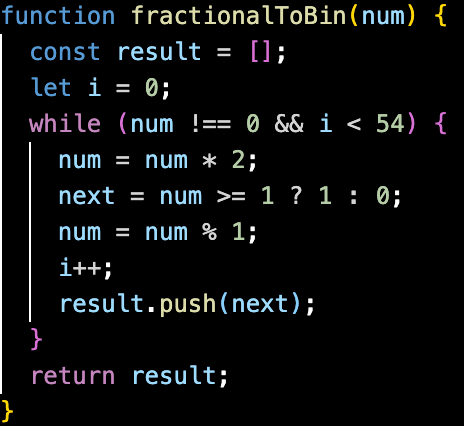 function fractionalToBin(num) {
  const result = [];
  let i = 0;
  while (num !== 0 && i < 54) {
    num = num * 2;
    next = num >= 1 ? 1 : 0;
    num = num % 1;
    i++;
    result.push(next);
  }
  return result;
}